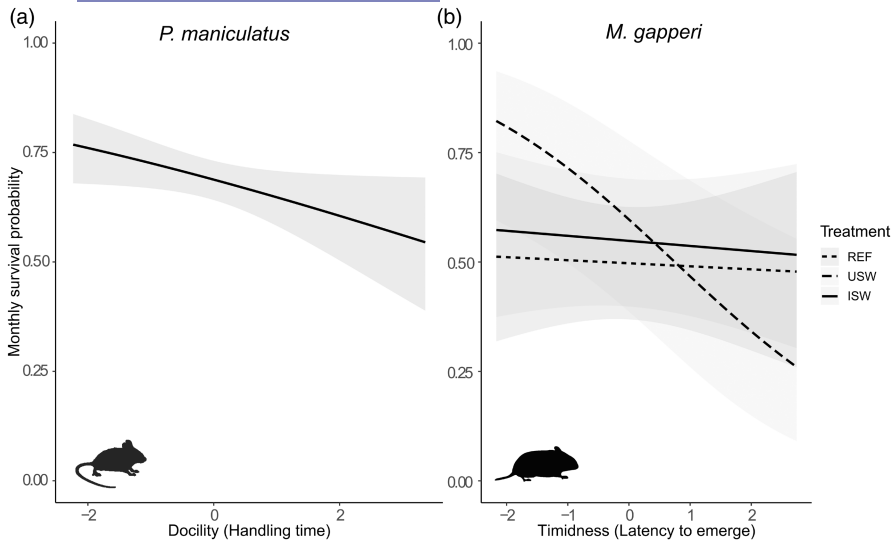 (a)
P. maniculatus
1.00
0.75
0.50
0.25
0.00
Monthly survival probability
−2
0
2
Docility (Handling time)
(b)
M. gapperi
1.00
0.75
0.50
0.25
0.00
−2
−1
0
1
2
Timidness (Latency to emerge)
Treatment
REF
USW
ISW